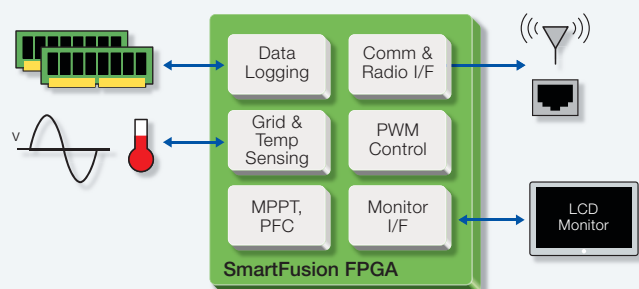 Data
Logging
Comm &
Radio I/F
V
Grid &
Temp
Sensing
PWM
Control
MPPT,
PFC
Monitor
I/F
LCD
Monitor
SmartFusion FPGA